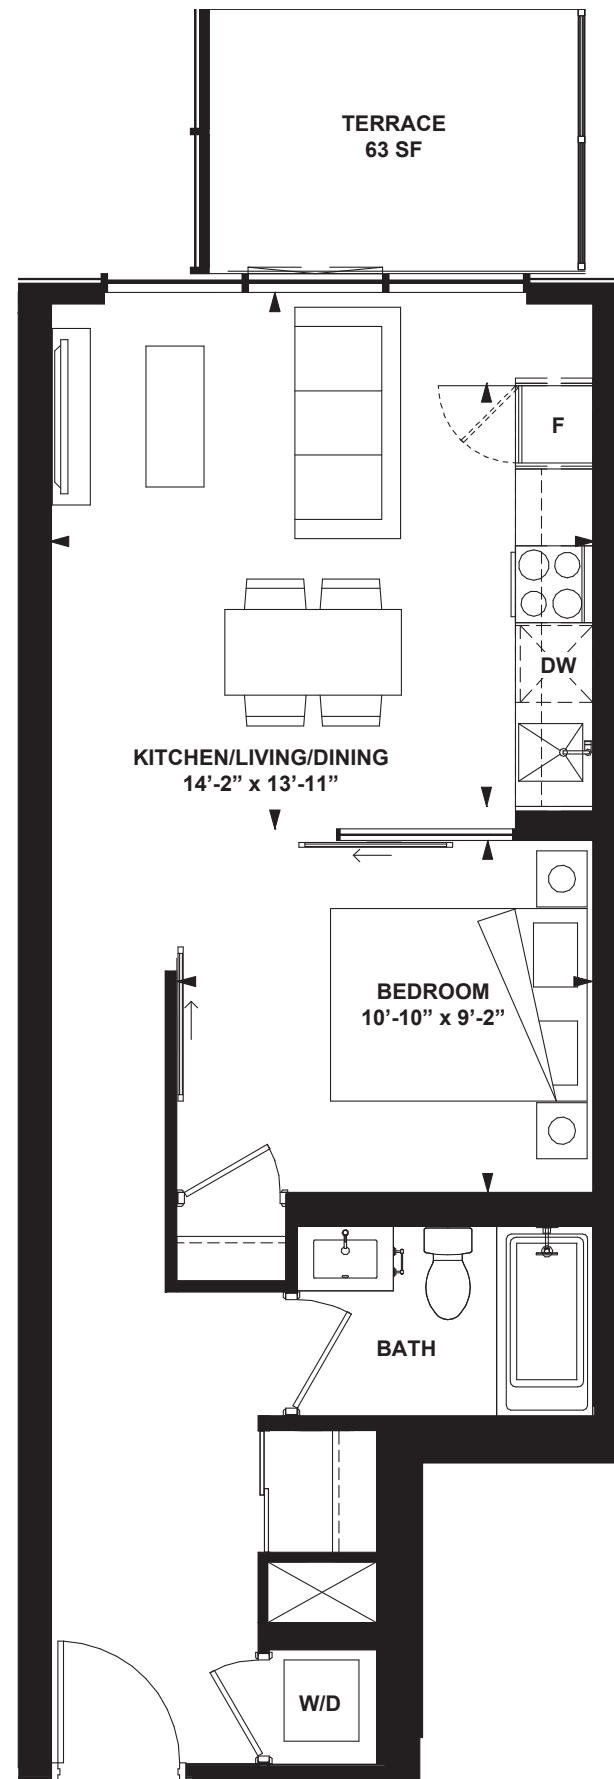 TERRACE
63 SF
F
DW
KITCHEN/LIVING/DINING
14’-2” x 13’-11”
BEDROOM
10’-10” x 9’-2”
BATH
W/D